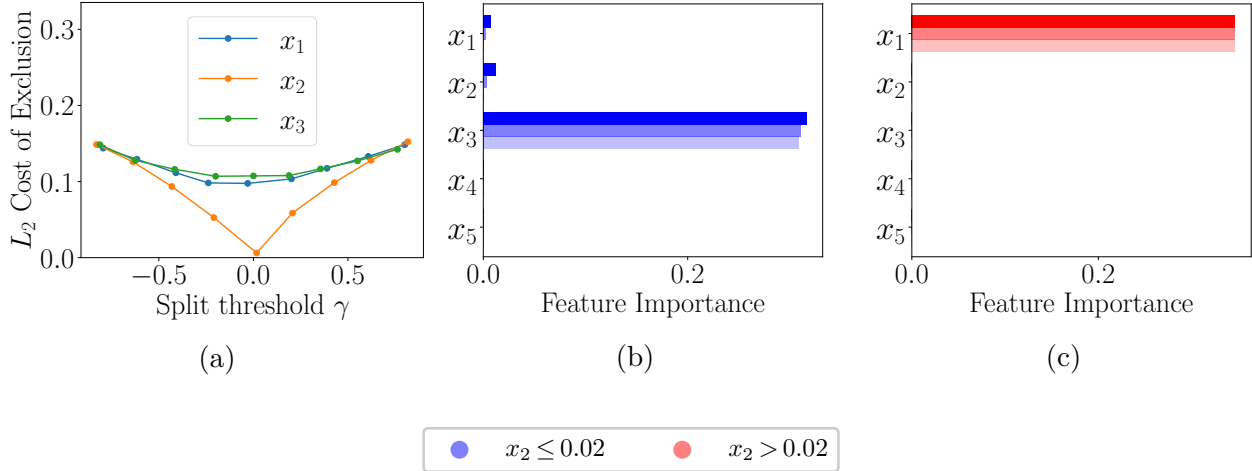 L₂ Cost of Exclusion
0.3
0.2
0.1
0.0
−0.5
0.0
0.5
Split threshold γ
x₁
x₂
x₃
(a)
x₁
x₂
x₃
x₄
x₅
0.0
0.2
Feature Importance
(b)
x₁
x₂
x₃
x₄
x₅
0.0
0.2
Feature Importance
(c)
x₂ ≤ 0.02
x₂ > 0.02